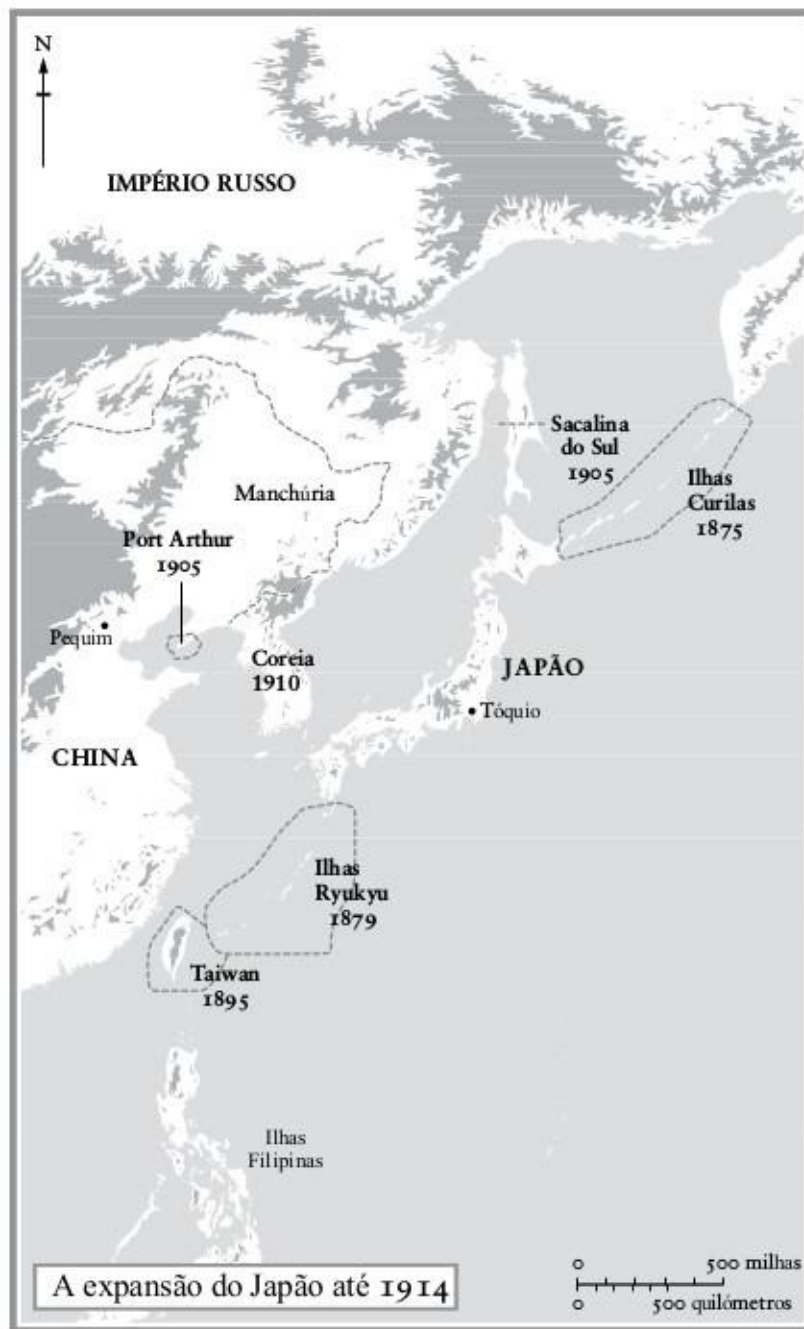 N
IMPÉRIO RUSSO
Sacalina
do Sul
1905
Ilhas
Curilas
1875
Manchúria
Port Arthur
1905
Pequim
Coreia
1910
JAPÃO
Tóquio
CHINA
Ilhas
Ryukyu
1879
Taiwan
1895
Ilhas
Filipinas
A expansão do Japão até 1914
0 500 milhas
0 500 quilómetros